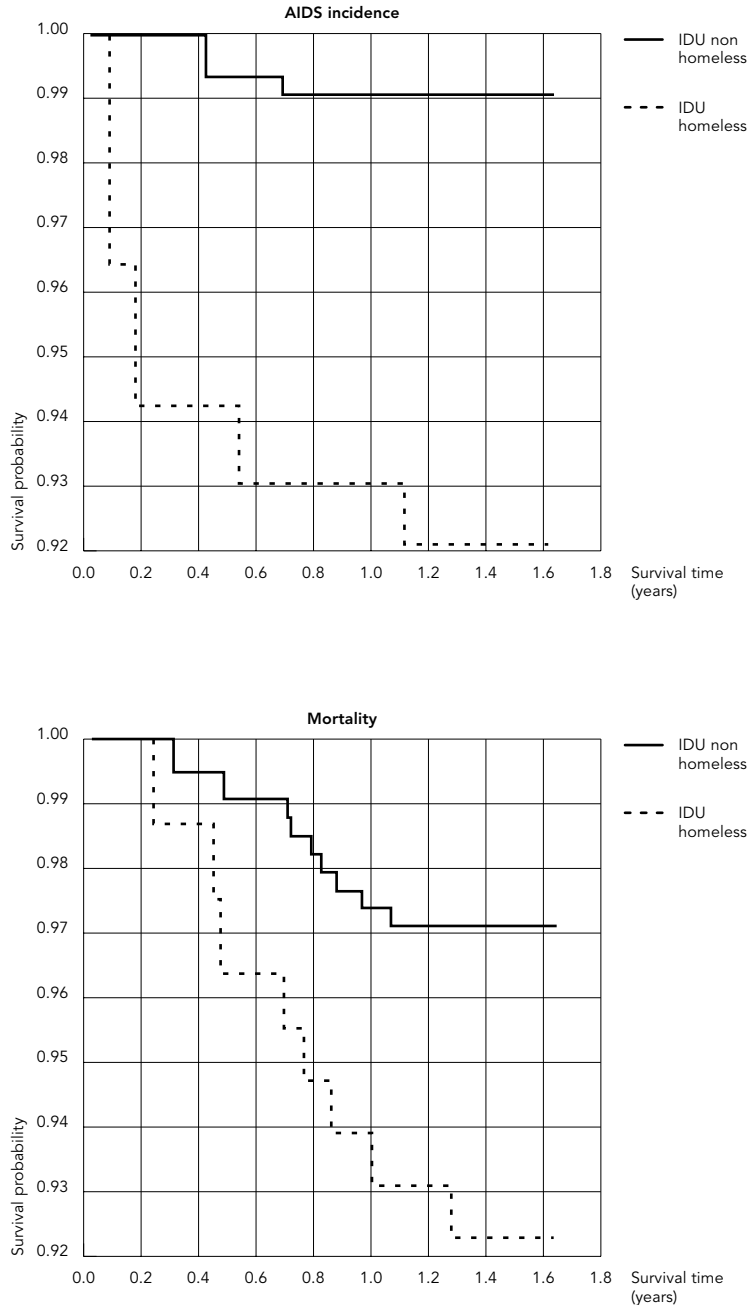 AIDS incidence
1.00
0.99
0.98
0.97
0.96
0.95
0.94
0.93
0.92
Survival probability
0.0 0.2 0.4 0.6 0.8 1.0 1.2 1.4 1.6 1.8
Survival time
(years)
IDU non
homeless
IDU
homeless
Mortality
1.00
0.99
0.98
0.97
0.96
0.95
0.94
0.93
0.92
Survival probability
0.0 0.2 0.4 0.6 0.8 1.0 1.2 1.4 1.6 1.8
Survival time
(years)
IDU non
homeless
IDU
homeless